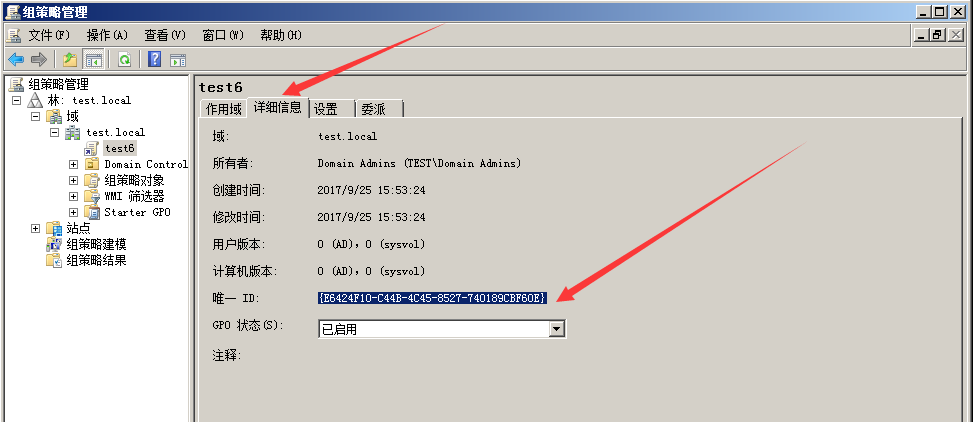 组策略管理
文件(F) 操作(A) 查看(V) 窗口(W) 帮助(H)
组策略管理
林: test.local
域
test.local
test6
Domain Control
组策略对象
WMI 筛选器
Starter GPO
站点
组策略建模
组策略结果
test6
作用域 详细信息 设置 委派
域: test.local
所有者: Domain Admins (TEST\Domain Admins)
创建时间: 2017/9/25 15:53:24
修改时间: 2017/9/25 15:53:24
用户版本: 0 (AD), 0 (sysvol)
计算机版本: 0 (AD), 0 (sysvol)
唯一 ID: {E6424F10-C44B-4C45-8527-740189CBF60E}
GPO 状态(S): 已启用
注释: